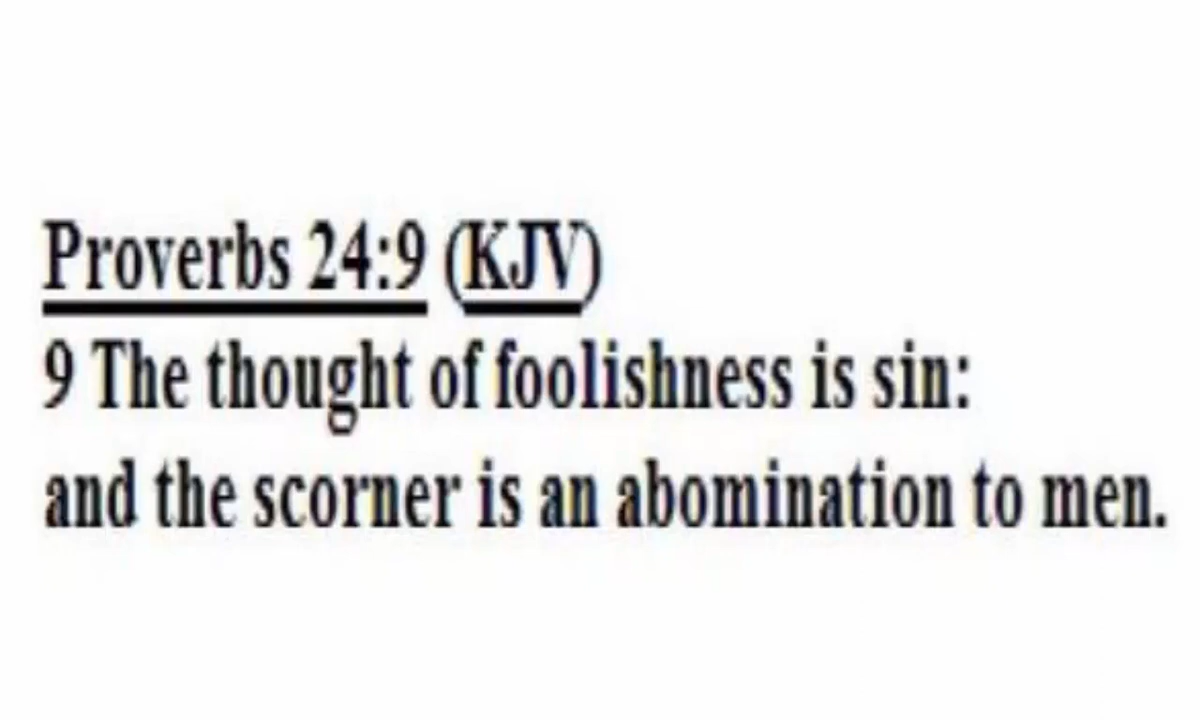 Proverbs 24:9 (KJV)
9 The thought of foolishness is sin:
and the scorner is an abomination to men.